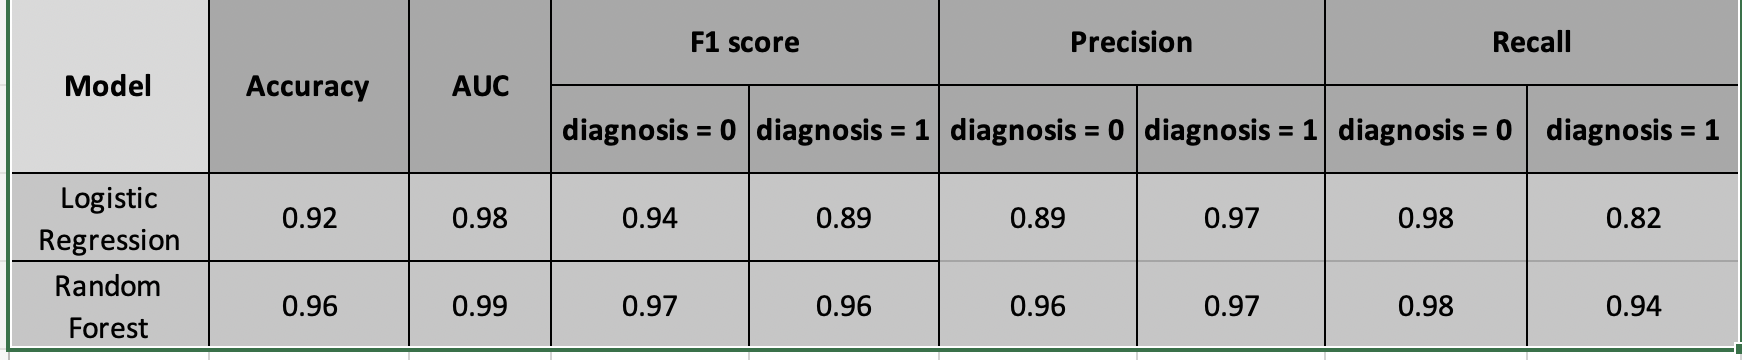 Model Accuracy AUC F1 score Precision Recall
diagnosis = 0 diagnosis = 1 diagnosis = 0 diagnosis = 1 diagnosis = 0 diagnosis = 1
Logistic
Regression 0.92 0.98 0.94 0.89 0.89 0.97 0.98 0.82
Random
Forest 0.96 0.99 0.97 0.96 0.96 0.97 0.98 0.94